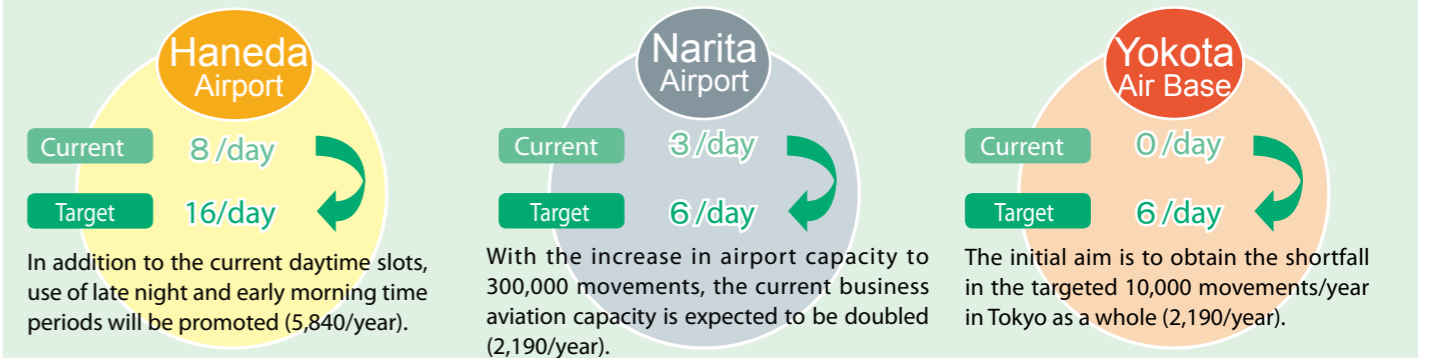 Haneda
Airport
Current
8/day
Target
16/day
In addition to the current daytime slots,
use of late night and early morning time
periods will be promoted (5,840/year).
Narita
Airport
Current
3/day
Target
6/day
With the increase in airport capacity to
300,000 movements, the current business
aviation capacity is expected to be doubled
(2,190/year).
Yokota
Air Base
Current
0/day
Target
6/day
The initial aim is to obtain the shortfall
in the targeted 10,000 movements/year
in Tokyo as a whole (2,190/year).